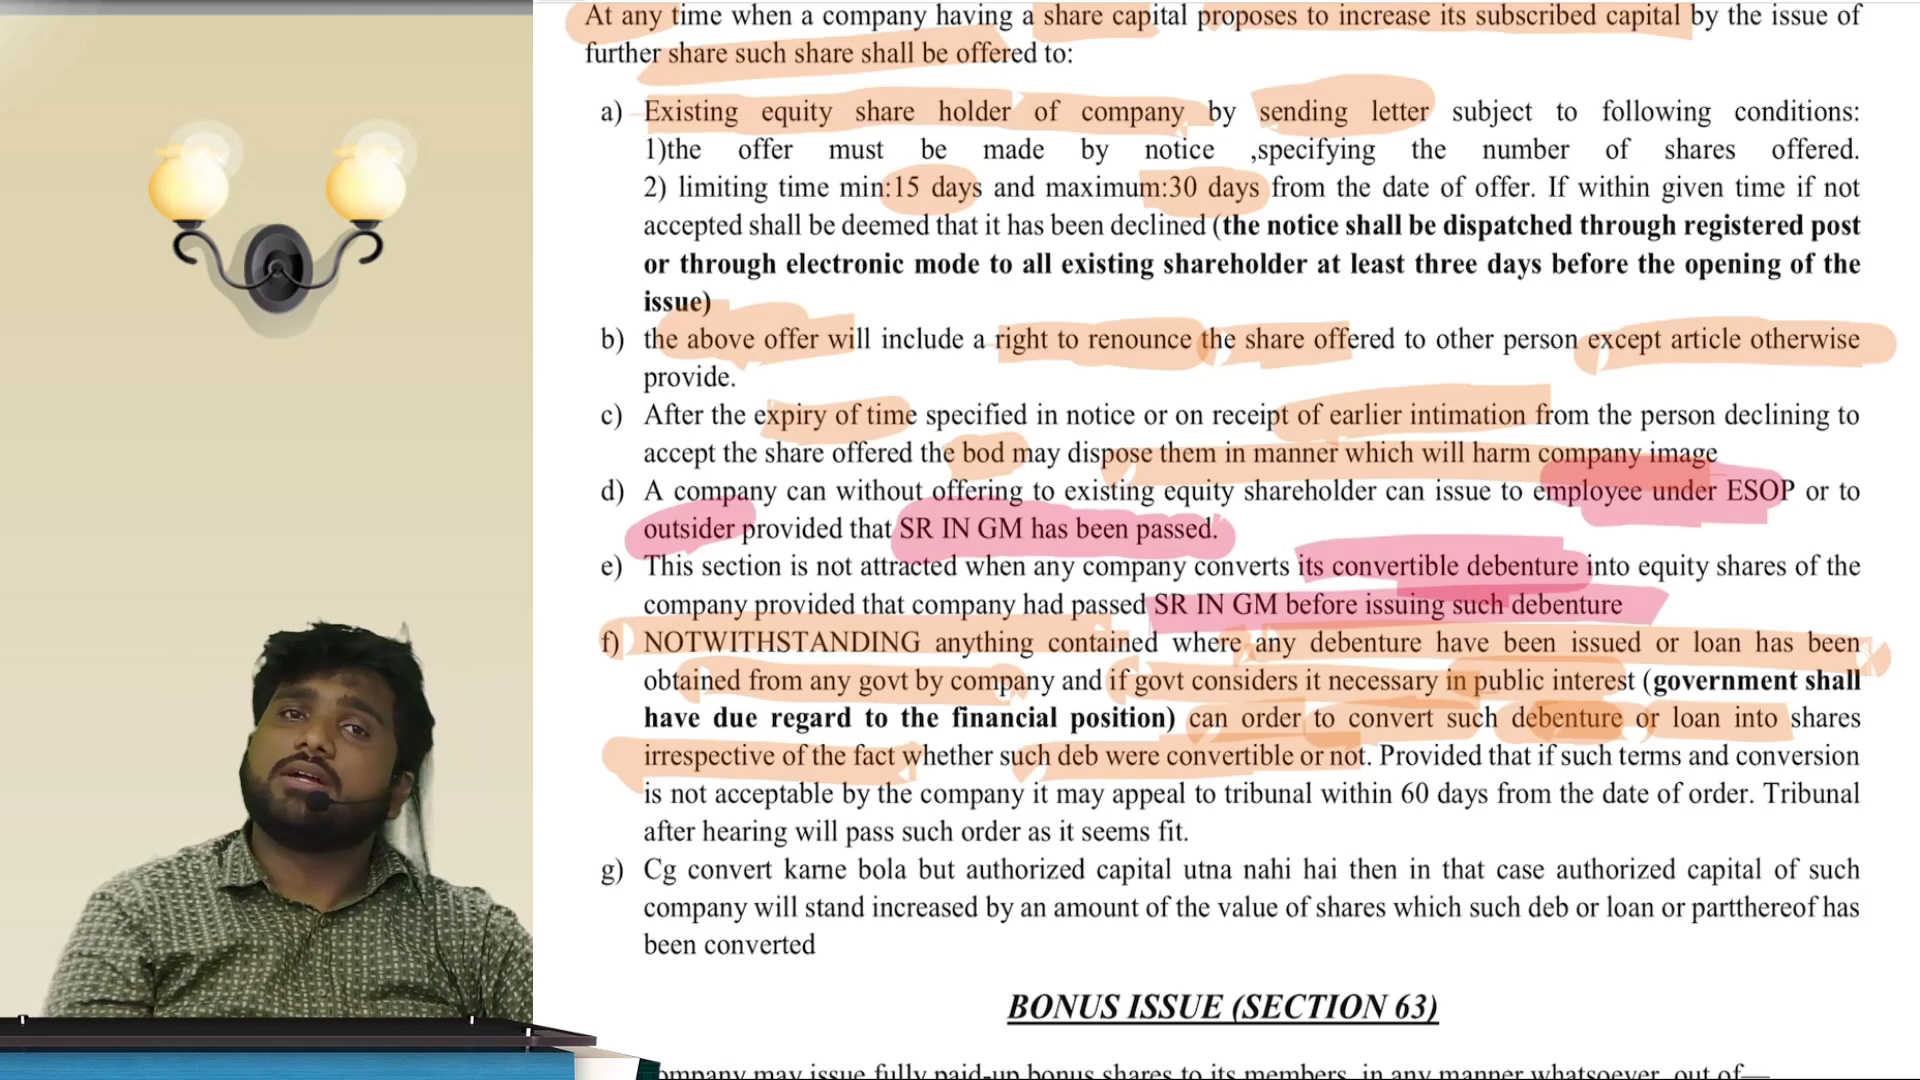 At any time when a company having a share capital proposes to increase its subscribed capital by the issue of
further share such share shall be offered to:
a) Existing equity share holder of company by sending letter subject to following conditions:
1)the offer must be made by notice ,specifying the number of shares offered.
2) limiting time min:15 days and maximum:30 days from the date of offer. If within given time if not
accepted shall be deemed that it has been declined (the notice shall be dispatched through registered post
or through electronic mode to all existing shareholder at least three days before the opening of the
issue)
b) the above offer will include a right to renounce the share offered to other person except article otherwise
provide.
c) After the expiry of time specified in notice or on receipt of earlier intimation from the person declining to
accept the share offered the bod may dispose them in manner which will harm company image
d) A company can without offering to existing equity shareholder can issue to employee under ESOP or to
outsider provided that SR IN GM has been passed.
e) This section is not attracted when any company converts its convertible debenture into equity shares of the
company provided that company had passed SR IN GM before issuing such debenture
f) NOTWITHSTANDING anything contained where any debenture have been issued or loan has been
obtained from any govt by company and if govt considers it necessary in public interest (government shall
have due regard to the financial position) can order to convert such debenture or loan into shares
irrespective of the fact whether such deb were convertible or not. Provided that if such terms and conversion
is not acceptable by the company it may appeal to tribunal within 60 days from the date of order. Tribunal
after hearing will pass such order as it seems fit.
g) Cg convert karne bola but authorized capital utna nahi hai then in that case authorized capital of such
company will stand increased by an amount of the value of shares which such deb or loan or partthereof has
been converted
BONUS ISSUE (SECTION 63)
ompany may issue fully paid-up bonus shares to its members, in any manner whatsoever, out of—